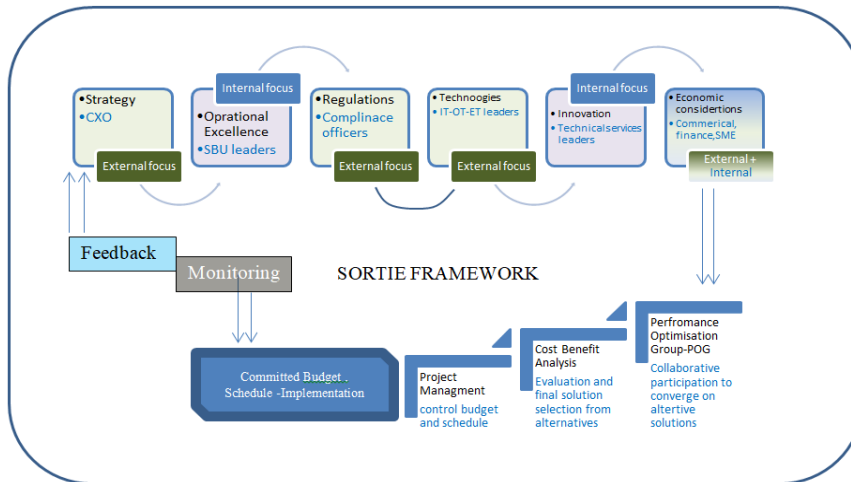 Strategy
CXO
External focus
Internal focus
Oprational
Excellence
SBU leaders
Regulations
Complinace
officers
External focus
Technoogies
IT-OT-ET leaders
External focus
Internal focus
Innovation
Technicalservices
leaders
Economic
considertions
Commerical,
finance,SME
External +
Internal
Feedback
Monitoring
SORTIE FRAMEWORK
Committed Budget .
Schedule -Implementation
Project
Managment
control budget
and schedule
Cost Benefit
Analysis
Evaluation and
final solution
selection from
alternatives
Perfromance
Optimisation
Group-POG
Collaborative
participation to
converge on
altertive
solutions